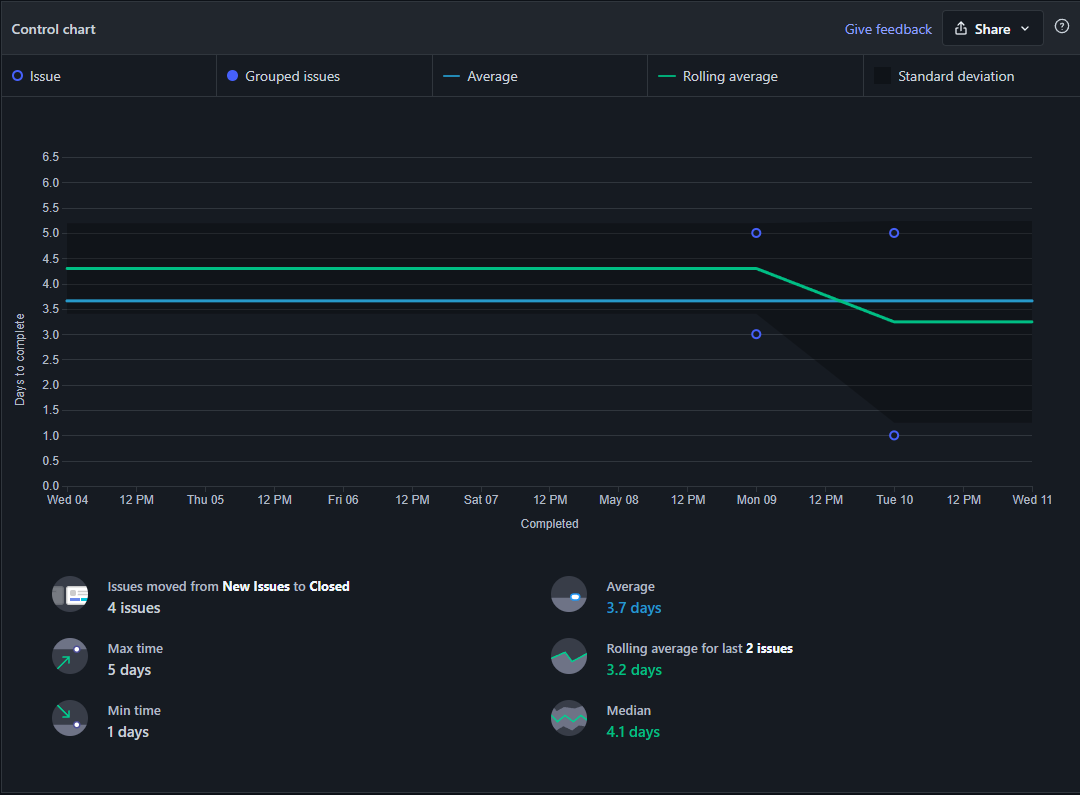 Control chart
Give feedback
Share
?
Issue
Grouped issues
Average
Rolling average
Standard deviation
6.5
6.0
5.5
5.0
4.5
4.0
3.5
3.0
2.5
2.0
1.5
1.0
0.5
0.0
Days to complete
Wed 04 12 PM Thu 05 12 PM Fri 06 12 PM Sat 07 12 PM May 08 12 PM Mon 09 12 PM Tue 10 12 PM Wed 11
Completed
Issues moved from New Issues to Closed
4 issues
Max time
5 days
Min time
1 days
Average
3.7 days
Rolling average for last 2 issues
3.2 days
Median
4.1 days